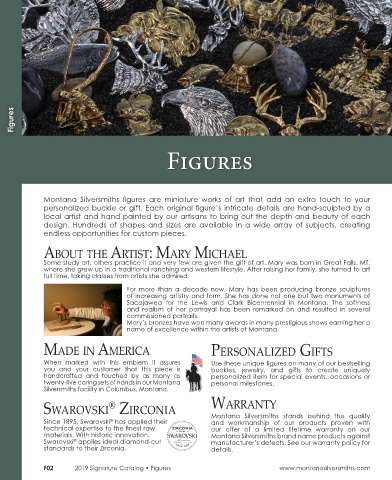 Figures
FIGURES
Montana Silversmiths figures are miniature works of art that add an extra touch to your
personalized buckle or gift. Each original figure's intricate details are hand-sculpted by a
local artist and hand painted by our artisans to bring out the depth and beauty of each
design. Hundreds of shapes and sizes are available in a wide array of subjects, creating
endless opportunities for custom pieces.
ABOUT THE ARTIST: MARY MICHAEL
Some study art, others practice it and very few are given the gift of art. Mary was born in Great Falls, MT,
where she grew up in a traditional ranching and western lifestyle. After raising her family, she turned to art
full time, taking classes from artists she admired.
For more than a decade now, Mary has been producing bronze sculptures
of increasing artistry and form. She has done not one but two monuments of
Sacajawea for the Lewis and Clark Bicentennial in Montana. The softness
and realism of her portrayal has been remarked on and resulted in several
commissioned portraits.
Mary's bronzes have won many awards in many prestigious shows earning her a
name of excellence within the artists of Montana.
MADE IN AMERICA
When marked with this emblem it assures
you and your customer that this piece is
handcrafted and touched by as many as
twenty-five caring sets of hands in our Montana
Silversmiths facility in Columbus, Montana.
SWAROVSKI® ZIRCONIA
Since 1895, Swarovski® has applied their
technical expertise to the finest raw
materials. With historic innovation,
Swarovski® applies ideal diamond-cut
standards to their Zirconia.
ZIRCONIA
SWAROVSKI
PERSONALIZED GIFTS
Use these unique figures on many of our bestselling
buckles, jewelry, and gifts to create uniquely
personalized item for special events, occasions or
personal milestones.
WARRANTY
Montana Silversmiths stands behind the quality
and workmanship of our products proven with
our offer of a limited lifetime warranty on our
Montana Silversmiths brand name products against
manufacturer's defects. See our warranty policy for
details.
F02 2019 Signature Catalog • Figures www.montanasilversmiths.com